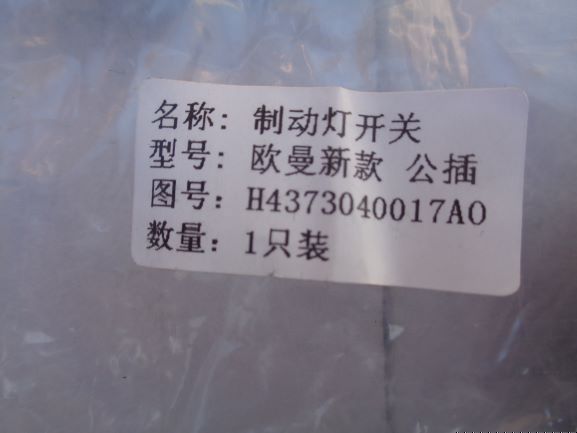 名称: 制动灯开关
型号: 欧曼新款 公插
图号: H4373040017A0
数量: 1只装